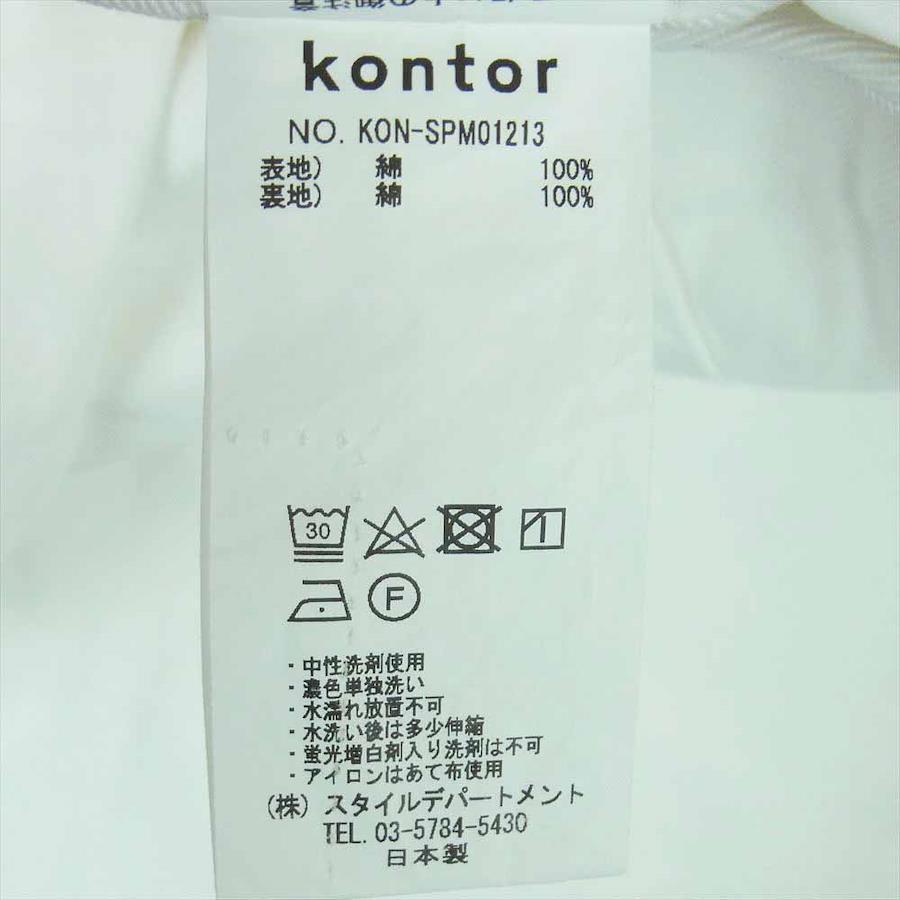 kontor
NO. KON-SPM01213
表地) 綿 100%
裏地) 綿 100%
30
F
・中性洗剤使用
・濃色単独洗い
・水濡れ放置不可
・水洗い後は多少伸縮
・蛍光増白剤入り洗剤は不可
・アイロンはあて布使用
(株) スタイルデパートメント
TEL. 03-5784-5430
日本製